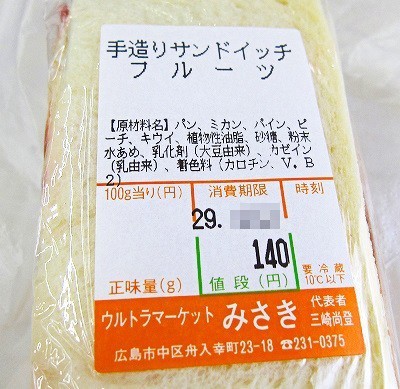 手造りサンドイッチ
フルーツ
【原材料名】パン、ミカン、パイン、ピ
ーチ、キウイ、植物性油脂、砂糖、粉末
水あめ、乳化剤（大豆由来）、カゼイン
（乳由来）、着色料（カロチン、V.B
2）
100g当り(円) 消費期限 時刻
29.
正味量(g) 140 値段(円) 要冷蔵
10℃以下
ウルトラマーケット みさき 代表者
三崎尚登
広島市中区舟入幸町23-18 ☎231-0375